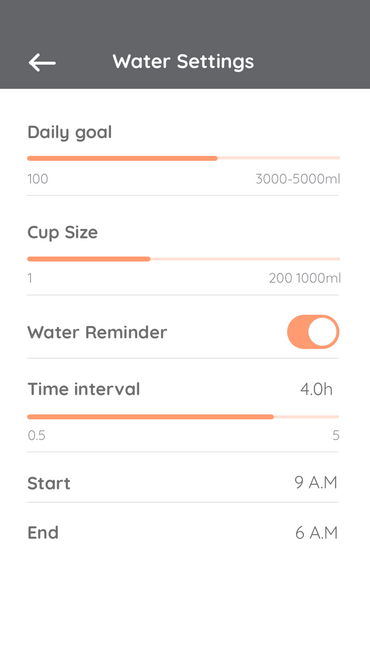 Water Settings
Daily goal
100 3000-5000ml
Cup Size
1 200 1000ml
Water Reminder
Time interval 4.0h
0.5 5
Start 9 A.M
End 6 A.M